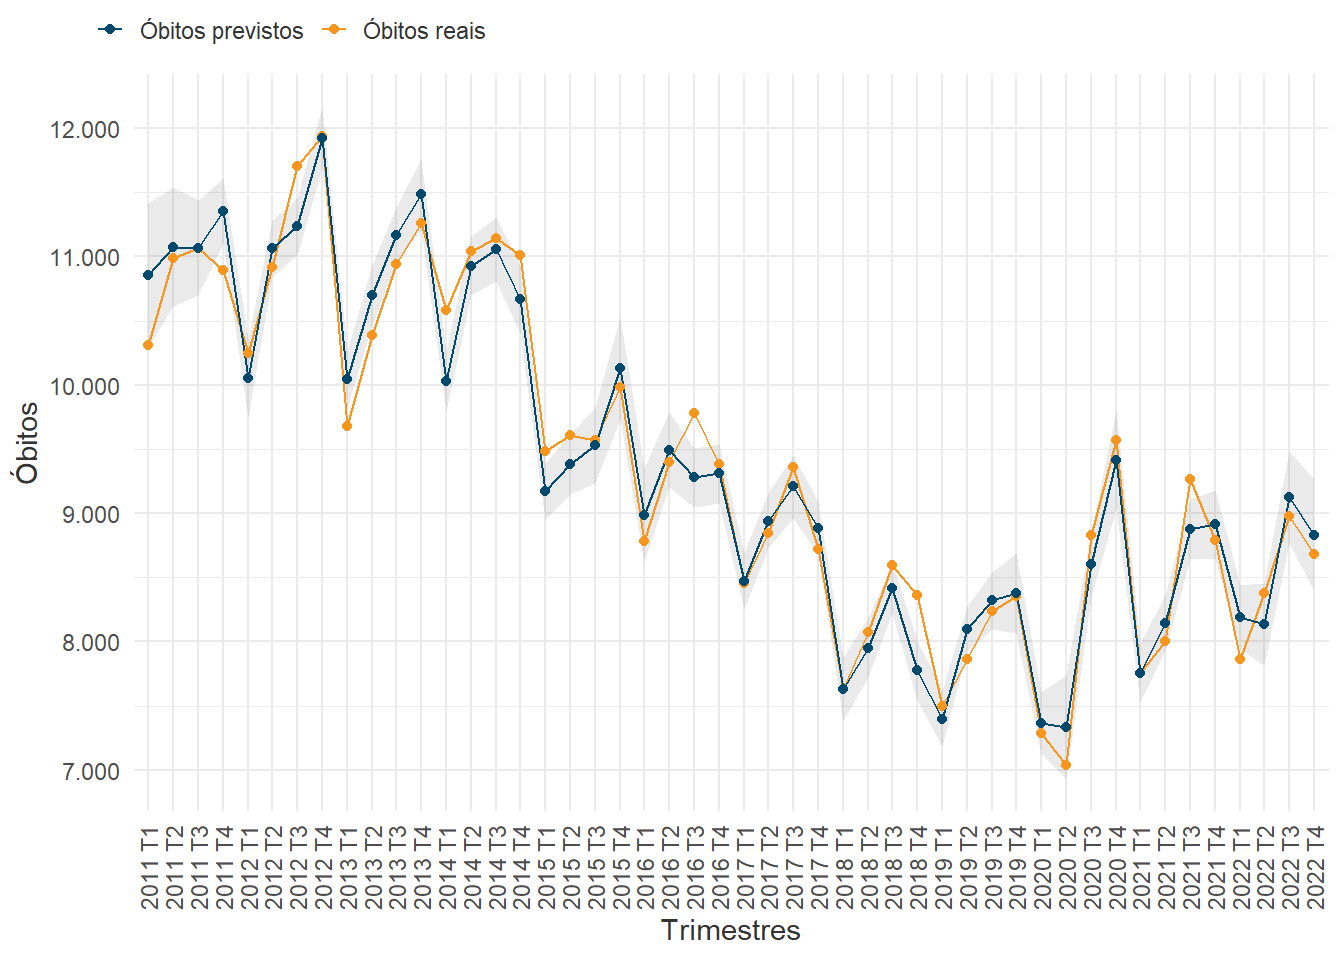 Óbitos previstos Óbitos reais
12.000
11.000
10.000
9.000
8.000
7.000
Óbitos
2011 T1
2011 T2
2011 T3
2011 T4
2012 T1
2012 T2
2012 T3
2012 T4
2013 T1
2013 T2
2013 T3
2013 T4
2014 T1
2014 T2
2014 T3
2014 T4
2015 T1
2015 T2
2015 T3
2015 T4
2016 T1
2016 T2
2016 T3
2016 T4
2017 T1
2017 T2
2017 T3
2017 T4
2018 T1
2018 T2
2018 T3
2018 T4
2019 T1
2019 T2
2019 T3
2019 T4
2020 T1
2020 T2
2020 T3
2020 T4
2021 T1
2021 T2
2021 T3
2021 T4
2022 T1
2022 T2
2022 T3
2022 T4
Trimestres